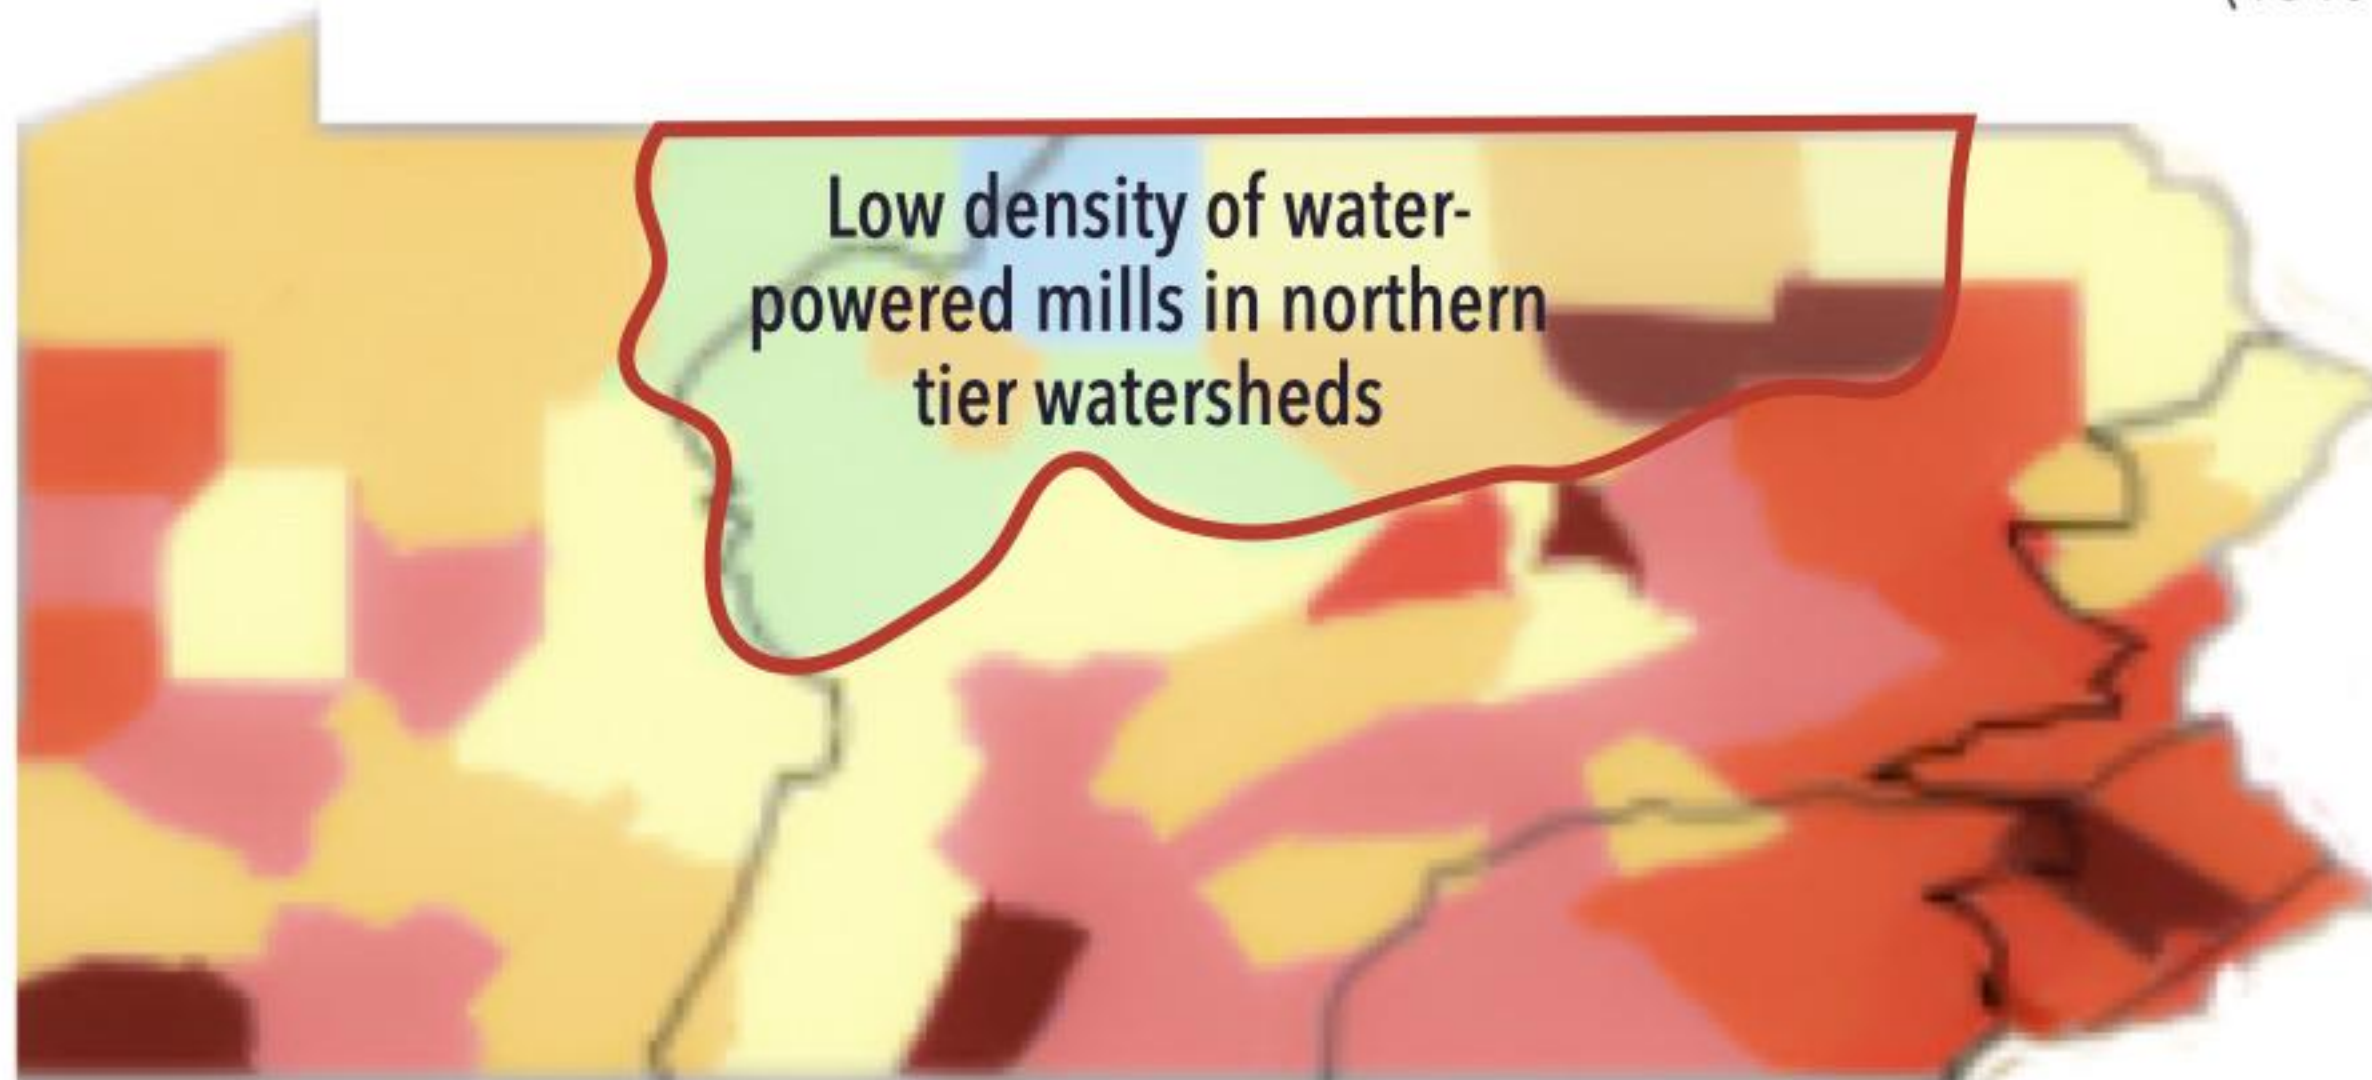 Low density of water-
powered mills in northern
tier watersheds